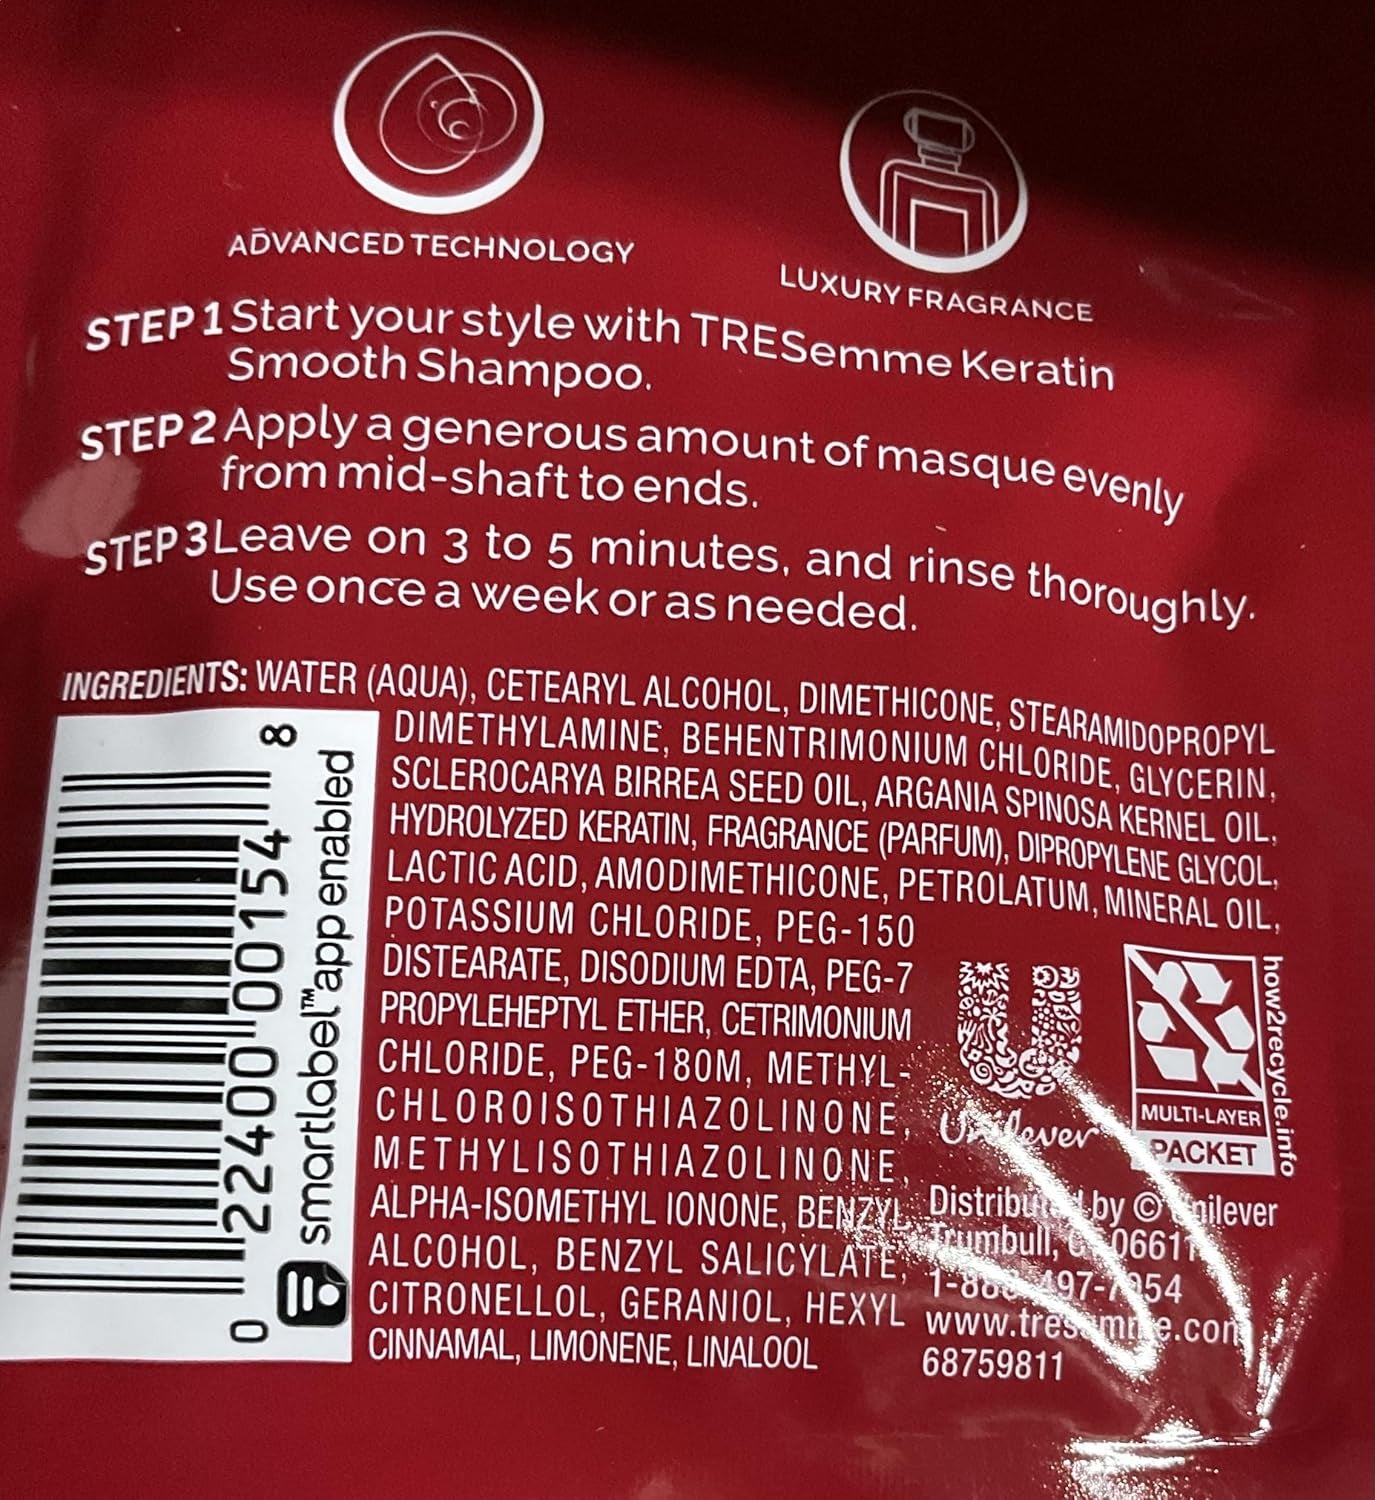 ADVANCED TECHNOLOGY
LUXURY FRAGRANCE
STEP 1 Start your style with TRESemme Keratin
Smooth Shampoo.
STEP 2 Apply a generous amount of masque evenly
from mid-shaft to ends.
STEP 3 Leave on 3 to 5 minutes, and rinse thoroughly.
Use once a week or as needed.
INGREDIENTS: WATER (AQUA), CETEARYL ALCOHOL, DIMETHICONE, STEARAMIDOPROPYL
DIMETHYLAMINE, BEHENTRIMONIUM CHLORIDE, GLYCERIN,
SCLEROCARYA BIRREA SEED OIL, ARGANIA SPINOSA KERNEL OIL,
HYDROLYZED KERATIN, FRAGRANCE (PARFUM), DIPROPYLENE GLYCOL,
LACTIC ACID, AMODIMETHICONE, PETROLATUM, MINERAL OIL,
POTASSIUM CHLORIDE, PEG-150
DISTEARATE, DISODIUM EDTA, PEG-7
PROPYLHEPTYL ETHER, CETRIMONIUM
CHLORIDE, PEG-180M, METHYL-
CHLOROISOTHIAZOLINONE,
METHYLISOTHIAZOLINONE,
ALPHA-ISOMETHYL IONONE, BENZYL
ALCOHOL, BENZYL SALICYLATE,
CITRONELLOL, GERANIOL, HEXYL
CINNAMAL, LIMONENE, LINALOOL
0 22400 00154 8
smartlabel™ app enabled
Unilever
MULTI-LAYER
PACKET
how2recycle.info
Distributed by © Unilever
Trumbull, 06611
68759811